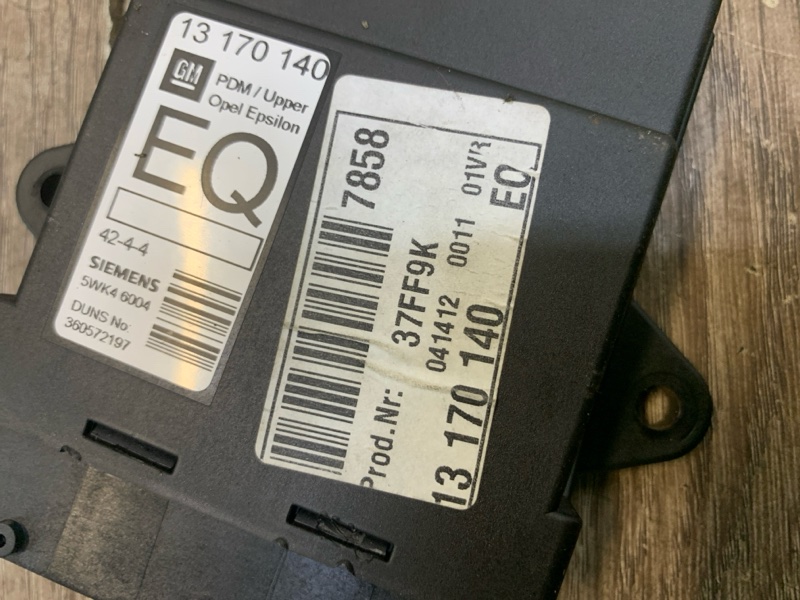 13 170 140
GM
PDM / Upper
Opel Epsilon
EQ
42-4-4
SIEMENS
5WK4 6004
DUNS No:
360572197
7858
Prod.Nr: 37FF9K
041412 0011 01VR
13 170 140 EQ